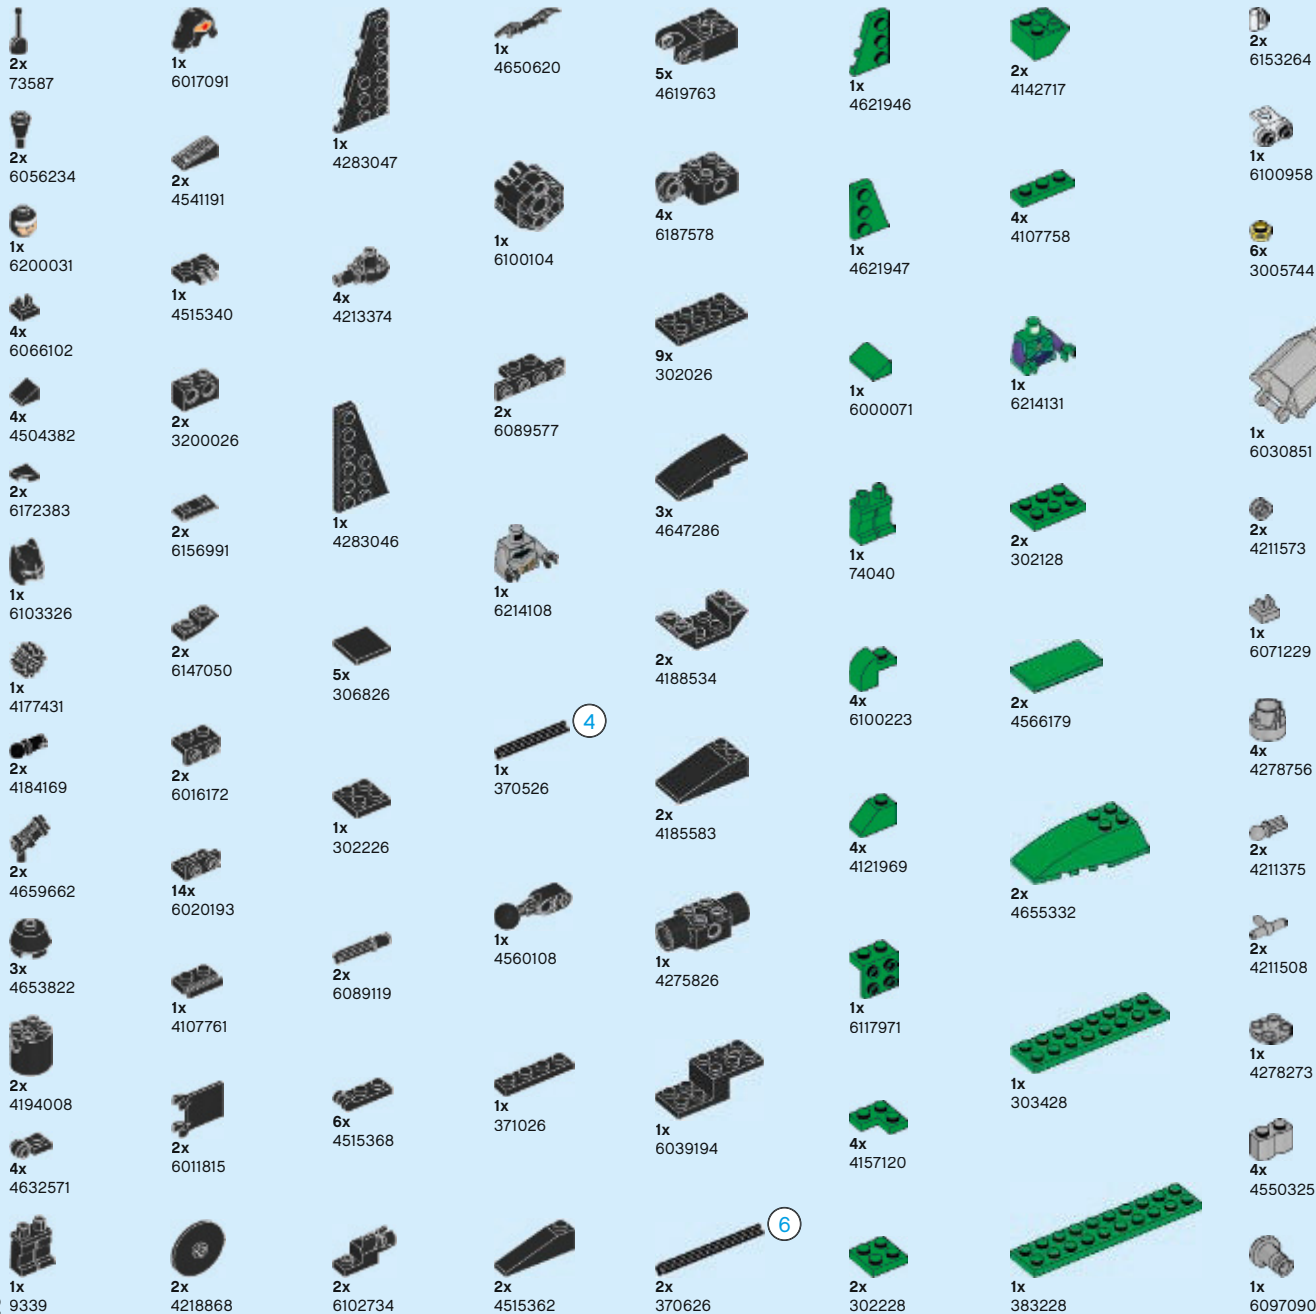 2x
73587
2x
6056234
1x
6200031
4x
6066102
4x
4504382
2x
6172383
1x
6103326
1x
4177431
2x
4184169
2x
4659662
3x
4653822
2x
4194008
4x
4632571
1x
9339
1x
6017091
2x
4541191
1x
4515340
2x
3200026
2x
6156991
2x
6147050
2x
6016172
14x
6020193
1x
4107761
2x
6011815
2x
4218868
1x
4283047
4x
4213374
1x
4283046
5x
306826
1x
302226
2x
6089119
6x
4515368
2x
6102734
1x
4650620
1x
6100104
2x
6089577
1x
6214108
4
1x
370526
1x
4560108
1x
371026
2x
4515362
5x
4619763
4x
6187578
9x
302026
3x
4647286
2x
4188534
2x
4185583
1x
4275826
1x
6039194
6
2x
370626
1x
4621946
1x
4621947
1x
6000071
1x
74040
4x
6100223
4x
4121969
1x
6117971
4x
4157120
2x
302228
2x
4142717
4x
4107758
1x
6214131
2x
302128
2x
4566179
2x
4655332
1x
303428
1x
383228
2x
6153264
1x
6100958
6x
3005744
1x
6030851
2x
4211573
1x
6071229
4x
4278756
2x
4211375
2x
4211508
1x
4278273
4x
4550325
1x
6097090